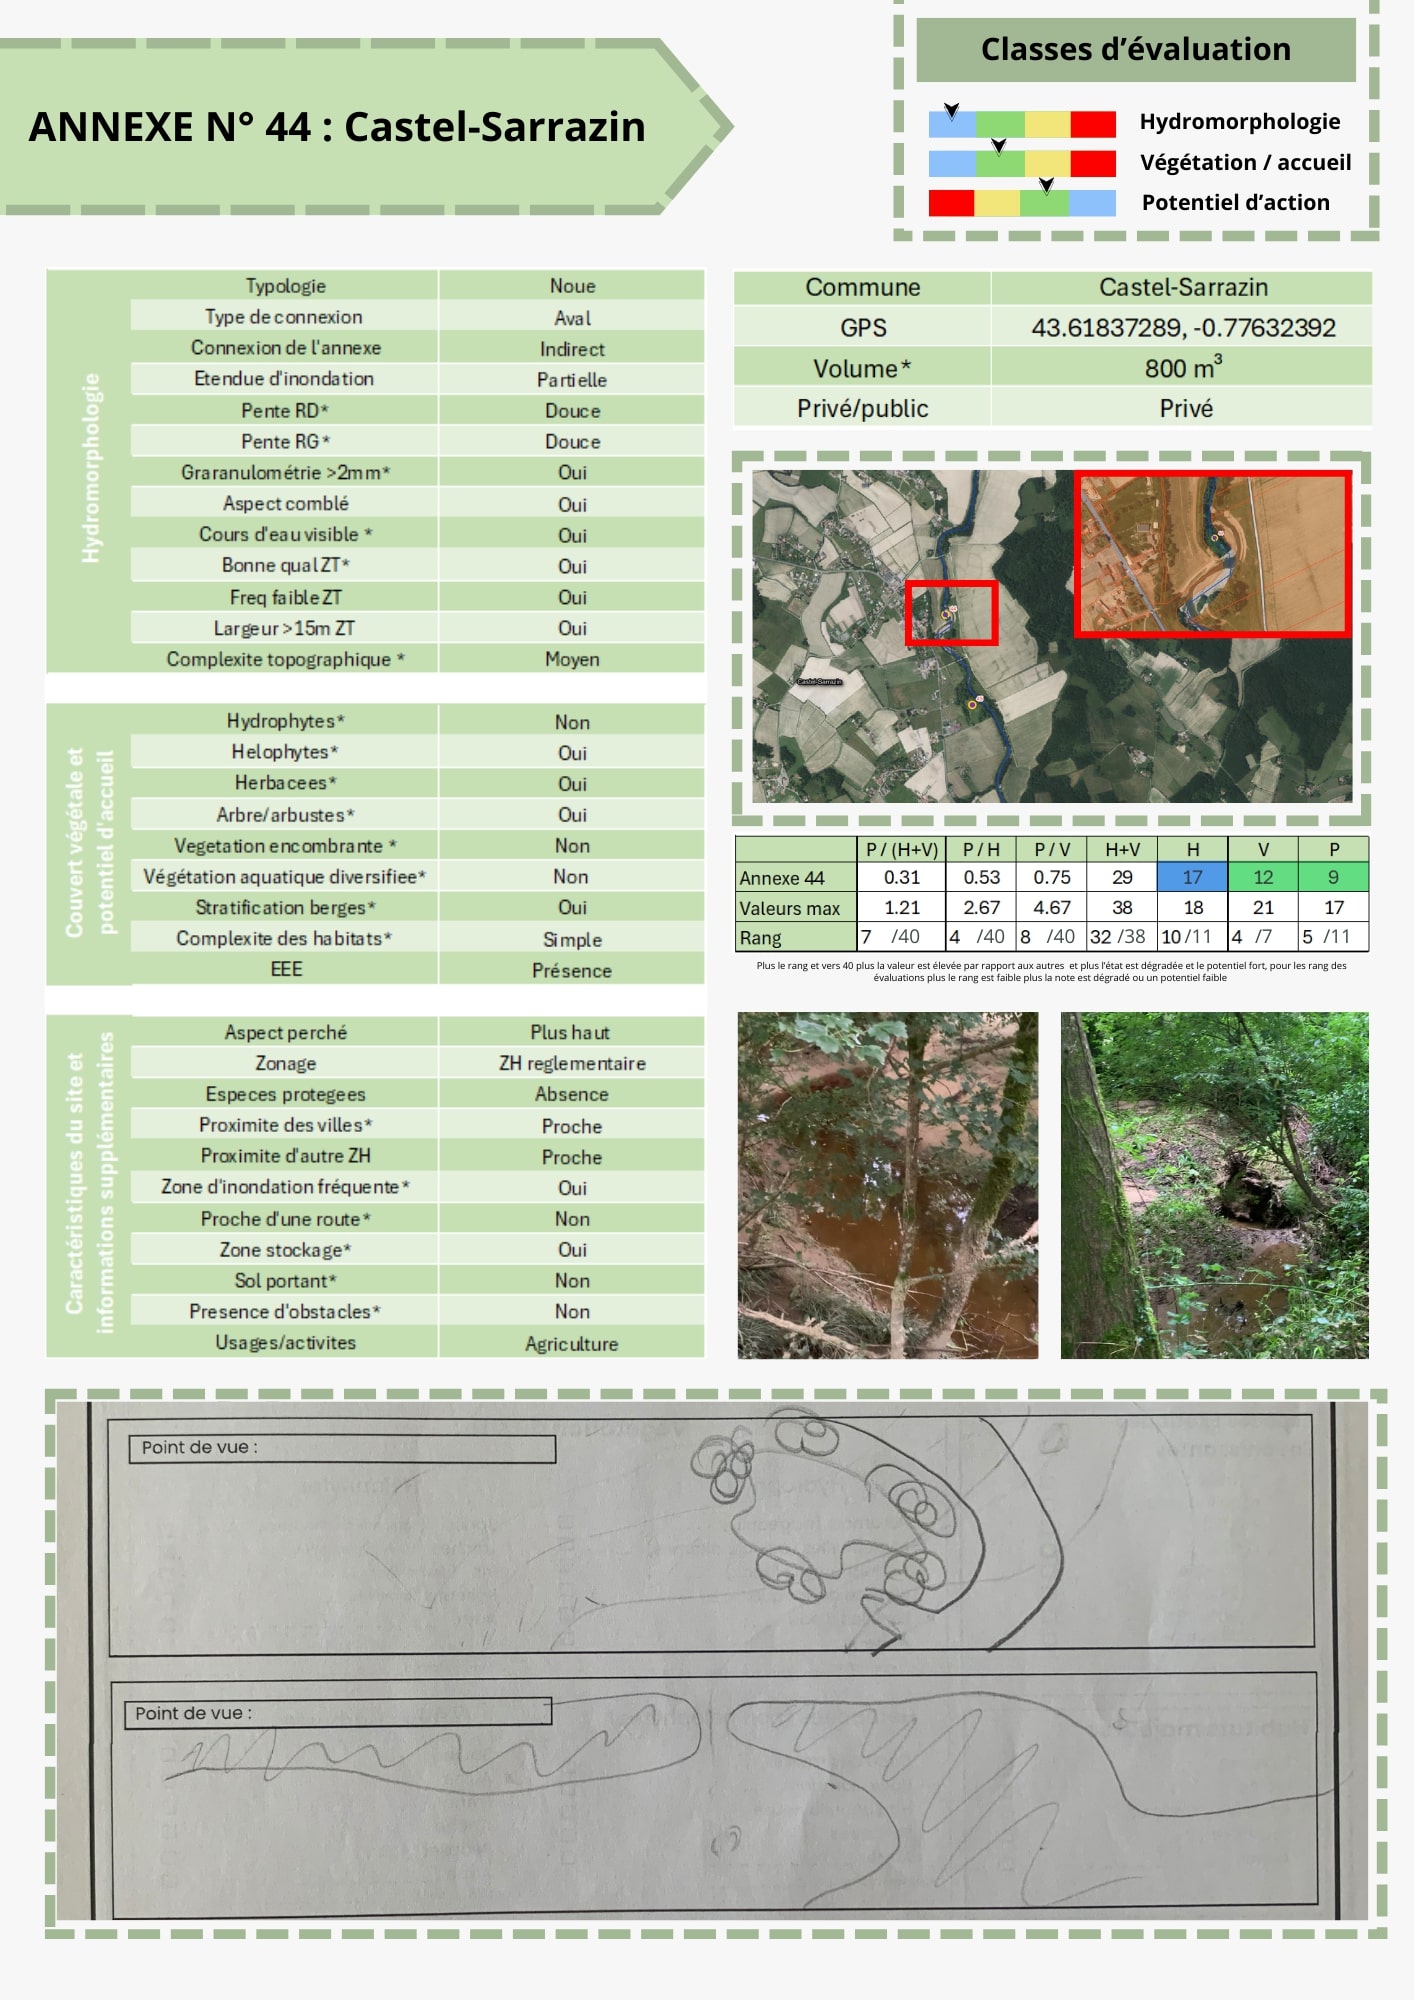 ANNEXE N° 44 : Castel-Sarrazin
Classes d’évaluation
Hydromorphologie
Végétation / accueil
Potentiel d’action
Hydromorphologie
Typologie Noue
Type de connexion Aval
Connexion de l'annexe Indirect
Etendue d'inondation Partielle
Pente RD* Douce
Pente RG* Douce
Graranulométrie >2mm* Oui
Aspect comblé Oui
Cours d'eau visible * Oui
Bonne qual ZT* Oui
Freq faible ZT Oui
Largeur >15m ZT Oui
Complexite topographique * Moyen
Couvert végétale et
potentiel d'accueil
Hydrophytes* Non
Helophytes* Oui
Herbacees* Oui
Arbre/arbustes* Oui
Vegetation encombrante * Non
Végétation aquatique diversifiee* Non
Stratification berges* Oui
Complexite des habitats* Simple
EEE Présence
Caractéristiques du site et
informations supplémentaires
Aspect perché Plus haut
Zonage ZH reglementaire
Especes protegees Absence
Proximite des villes* Proche
Proximite d'autre ZH Proche
Zone d'inondation fréquente* Oui
Proche d'une route* Non
Zone stockage* Oui
Sol portant* Non
Presence d'obstacles* Non
Usages/activites Agriculture
Commune Castel-Sarrazin
GPS 43.61837289, -0.77632392
Volume* 800 m³
Privé/public Privé
Castel-Sarrazin
P / (H+V) P / H P / V H+V H V P
Annexe 44 0.31 0.53 0.75 29 17 12 9
Valeurs max 1.21 2.67 4.67 38 18 21 17
Rang 7 /40 4 /40 8 /40 32 /38 10 /11 4 /7 5 /11
Plus le rang et vers 40 plus la valeur est élevée par rapport aux autres et plus l’état est dégradée et le potentiel fort, pour les rang des
évaluations plus le rang est faible plus la note est dégradé ou un potentiel faible
Point de vue :
Point de vue :